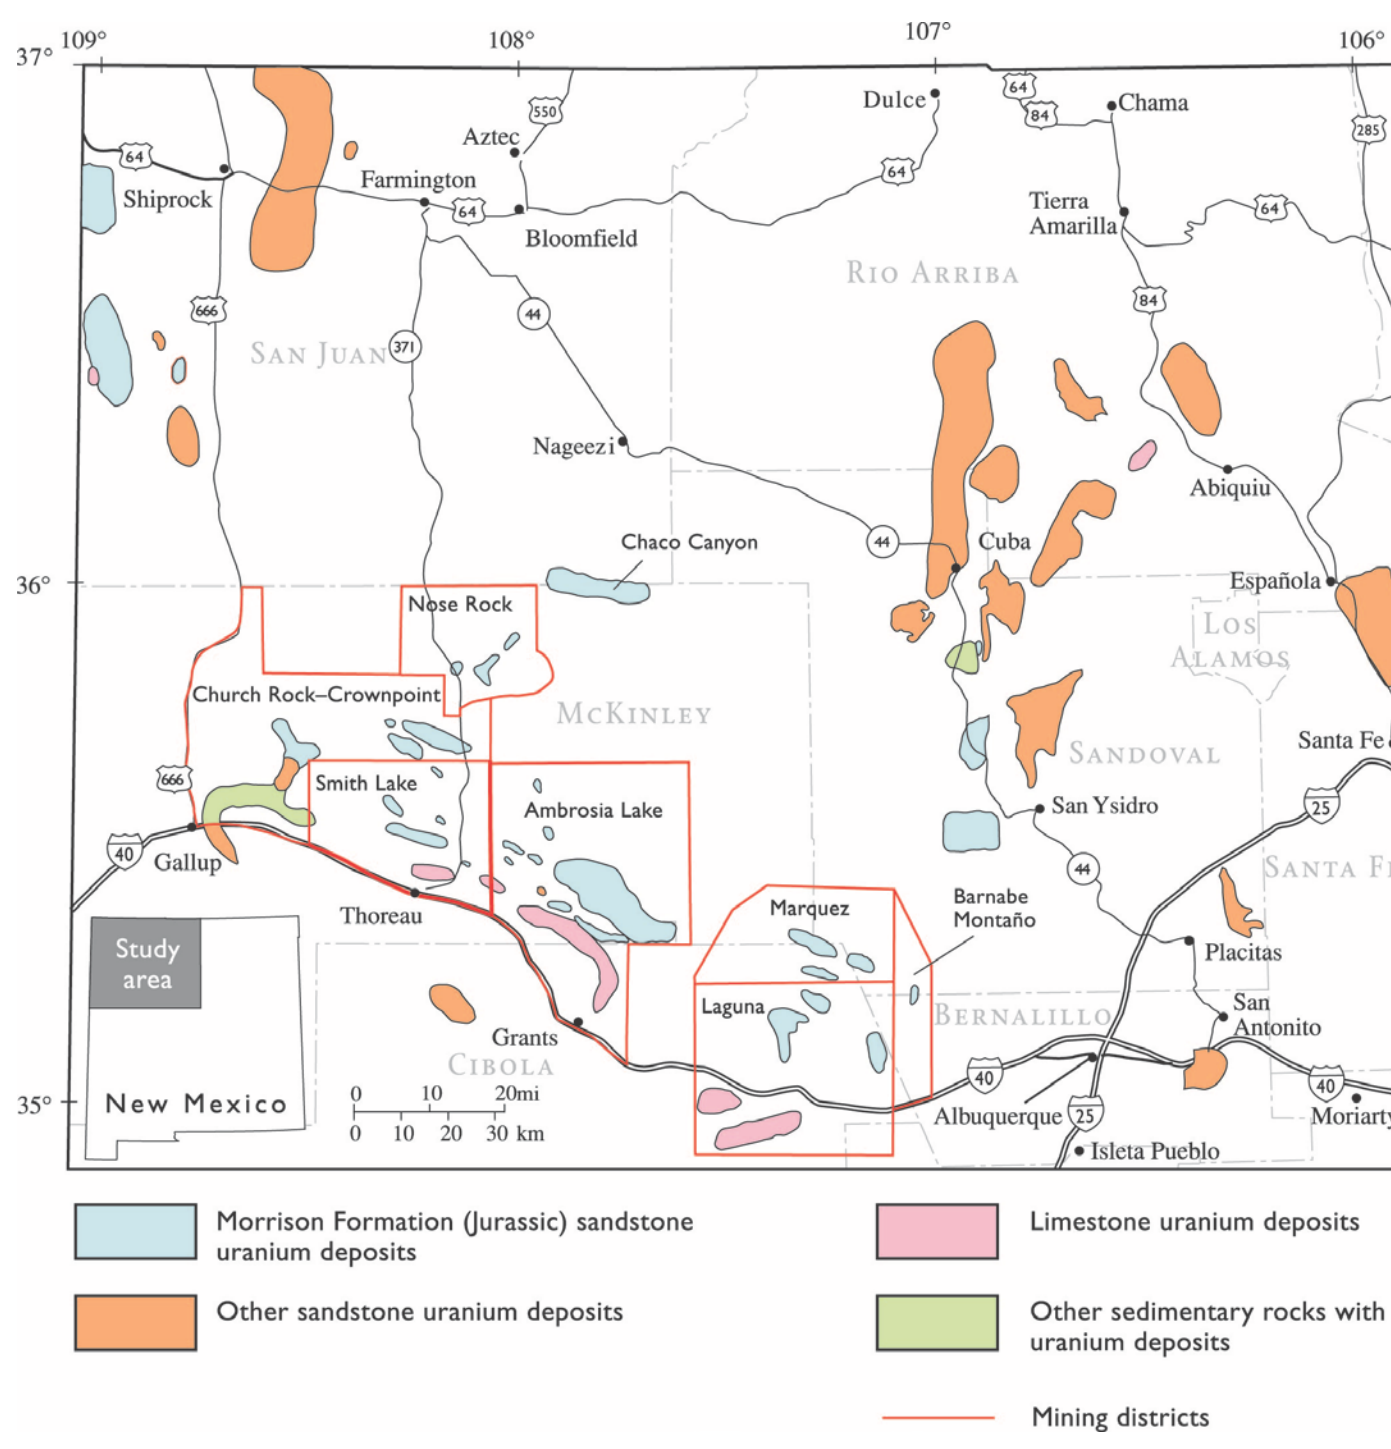 109°
108°
107°
106°
37°
64
84
Chama
Dulce
550
285
Aztec
64
Shiprock
Farmington
64
Bloomfield
64
Tierra
Amarilla
64
RIO ARRIBA
84
666
44
371
SAN JUAN
Nageezi
Abiquiu
44
Cuba
Chaco Canyon
36°
Española
Nose Rock
LOS
ALAMOS
Church Rock–Crownpoint
MCKINLEY
SANDOVAL
Santa Fe
666
Smith Lake
Ambrosia Lake
San Ysidro
25
40
Gallup
44
SANTA F
Thoreau
Marquez
Barnabe
Montaño
Study
area
Placitas
Laguna
San
Antonito
BERNALILLO
Grants
CIBOLA
40
40
35°
New Mexico
0 10 20mi
0 10 20 30 km
Albuquerque
25
Moriarty
Isleta Pueblo
Morrison Formation (Jurassic) sandstone
uranium deposits
Limestone uranium deposits
Other sandstone uranium deposits
Other sedimentary rocks with
uranium deposits
Mining districts